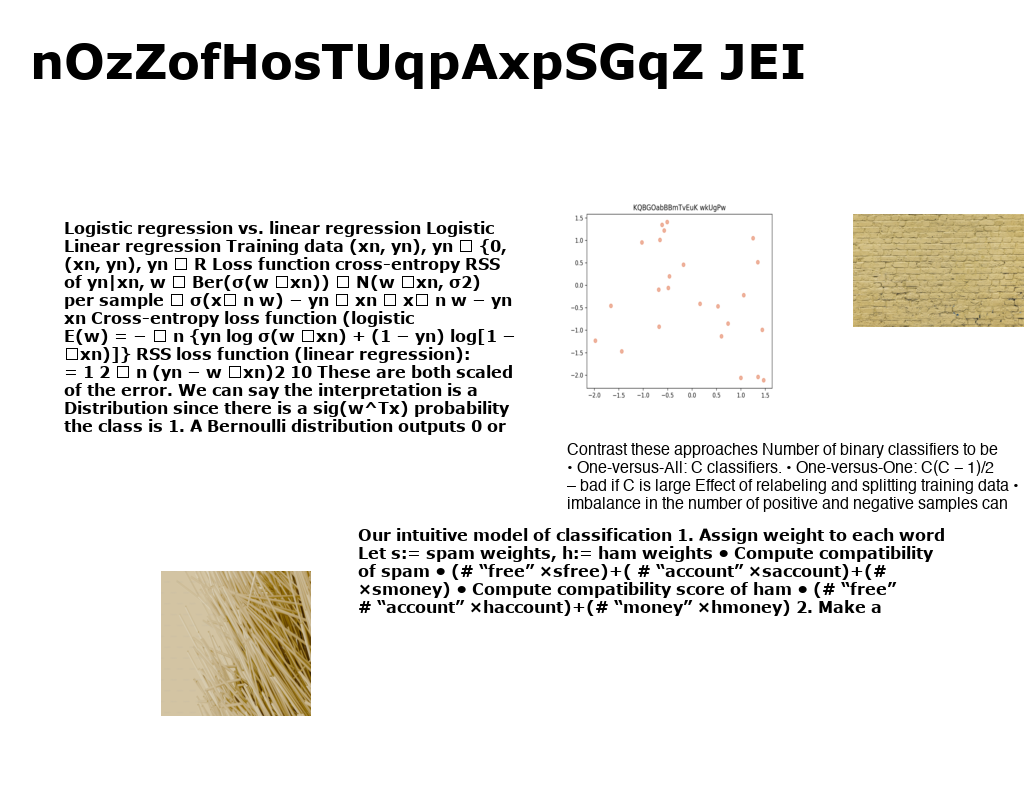 nOzZofHosTUqpAxpSGqZ JEI
Logistic regression vs. linear regression Logistic
Linear regression Training data (xn, yn), yn □ {0,
(xn, yn), yn □ R Loss function cross-entropy RSS
of yn|xn, w □ Ber(σ(w □xn)) □ N(w □xn, σ2)
per sample □ σ(x□ n w) − yn □ xn □ x□ n w − yn
xn Cross-entropy loss function (logistic
E(w) = − □ n {yn log σ(w □xn) + (1 − yn) log[1 −
□xn)]} RSS loss function (linear regression):
= 1 2 □ n (yn − w □xn)2 10 These are both scaled
of the error. We can say the interpretation is a
Distribution since there is a sig(w^Tx) probability
the class is 1. A Bernoulli distribution outputs 0 or
KQBGOabBBmTvEuK wkUgPw
1.5
1.0
0.5
0.0
−0.5
−1.0
−1.5
−2.0
−2.0 −1.5 −1.0 −0.5 0.0 0.5 1.0 1.5
Contrast these approaches Number of binary classifiers to be
• One-versus-All: C classifiers. • One-versus-One: C(C − 1)/2
– bad if C is large Effect of relabeling and splitting training data •
imbalance in the number of positive and negative samples can
Our intuitive model of classification 1. Assign weight to each word
Let s:= spam weights, h:= ham weights ● Compute compatibility
of spam ● (# “free” ×sfree)+( # “account” ×saccount)+(#
×smoney) ● Compute compatibility score of ham ● (# “free”
# “account” ×haccount)+(# “money” ×hmoney) 2. Make a